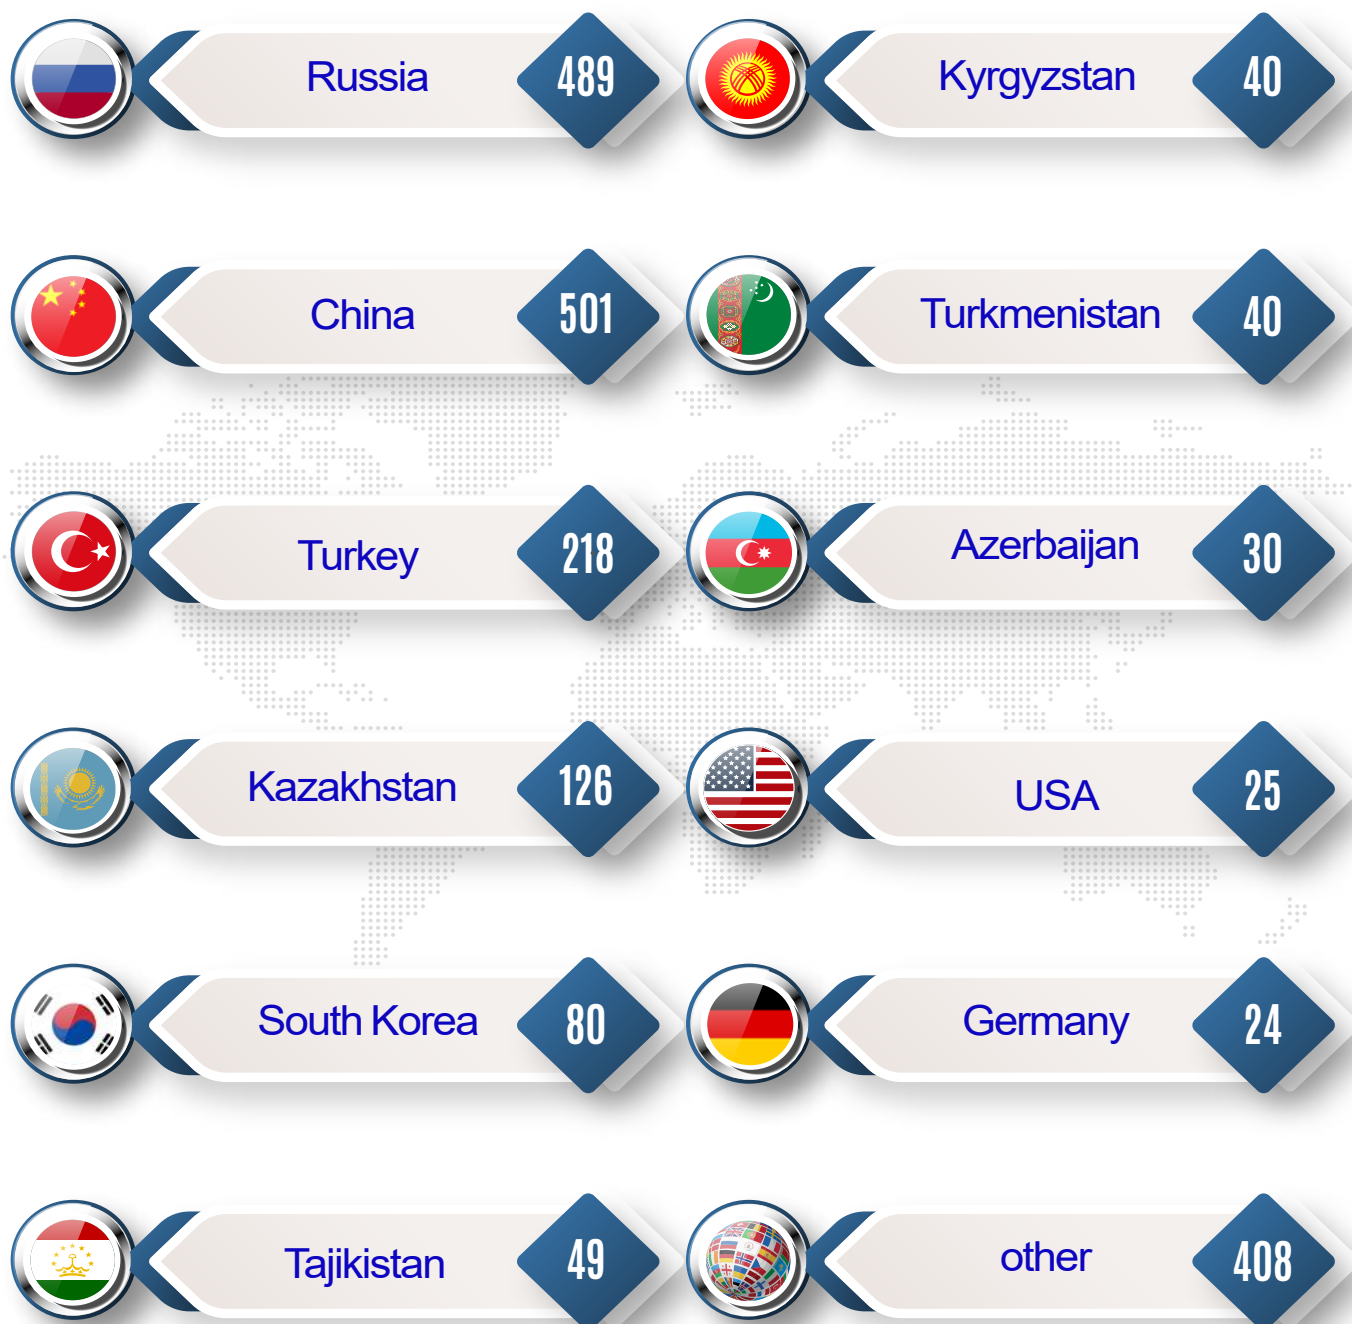 Russia 489
Kyrgyzstan 40
China 501
Turkmenistan 40
Turkey 218
Azerbaijan 30
Kazakhstan 126
USA 25
South Korea 80
Germany 24
Tajikistan 49
other 408